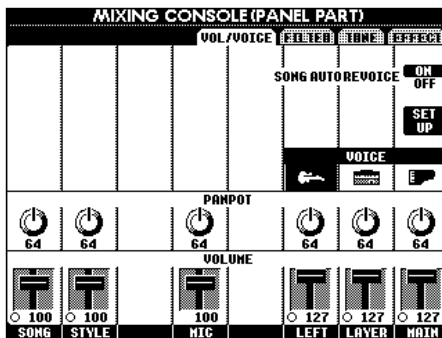 MIXING CONSOLE(PANEL PART)
VOL/VOICE FILTER TUNE EFFECT
SONG AUTO REVOICE ON
OFF
SET
UP
VOICE
PANPOT
64 64 64 64 64 64
VOLUME
100 100 100 127 127 127
SONG STYLE MIC LEFT LAYER MAIN